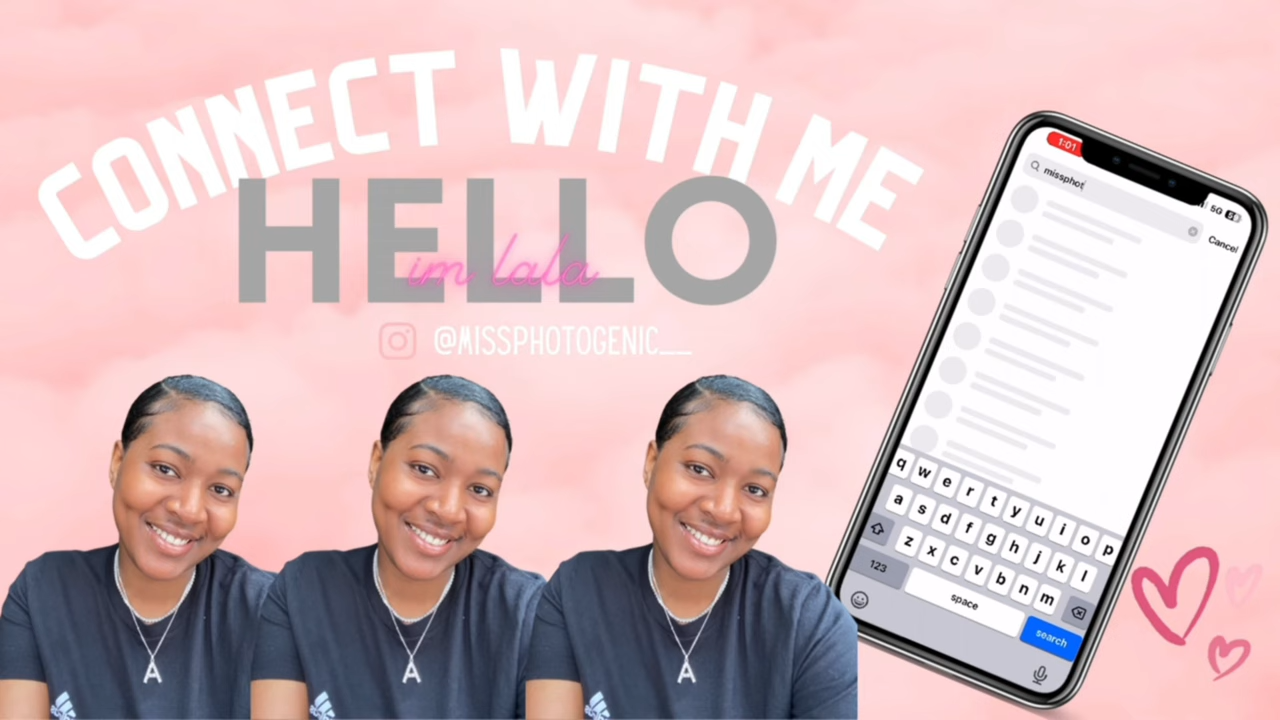 CONNECT WITH ME
HELLO
im lala
@MISSPHOTOGENIC__
1:01
5G
missphot
Cancel
q w e r t y u i o p
a s d f g h j k l
z x c v b n m
123
space
search
A
A
A